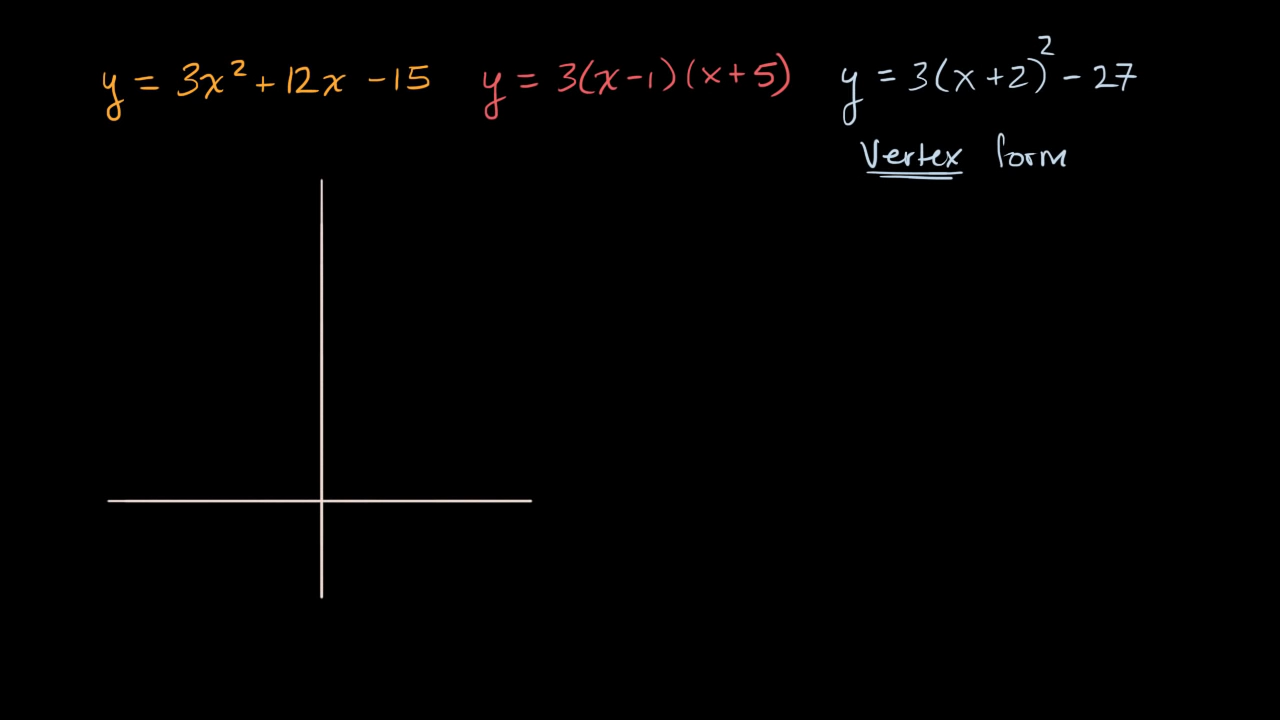 y = 3x² + 12x - 15 y = 3(x-1)(x+5) y = 3(x+2)² - 27
Vertex form